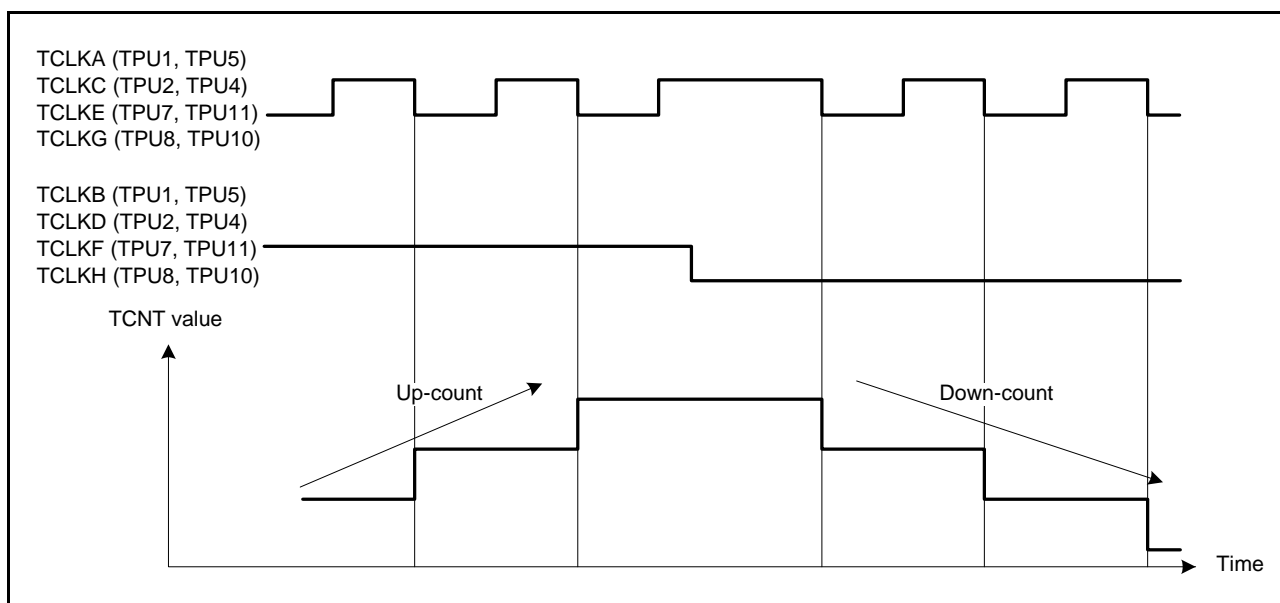 TCLKA (TPU1, TPU5)
TCLKC (TPU2, TPU4)
TCLKE (TPU7, TPU11)
TCLKG (TPU8, TPU10)
TCLKB (TPU1, TPU5)
TCLKD (TPU2, TPU4)
TCLKF (TPU7, TPU11)
TCLKH (TPU8, TPU10)
TCNT value
Up-count
Down-count
Time